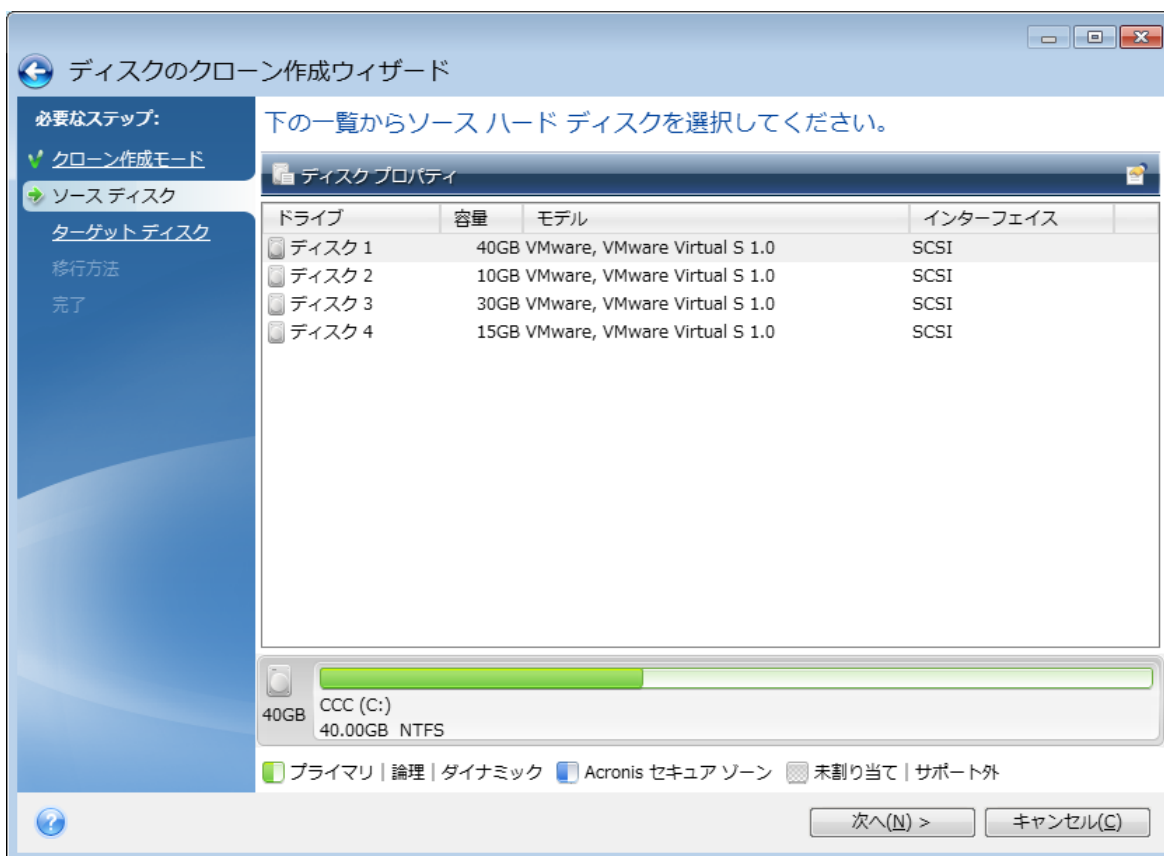 ディスクのクローン作成ウィザード
必要なステップ:
クローン作成モード
ソース ディスク
ターゲット ディスク
移行方法
完了
下の一覧からソース ハード ディスクを選択してください。
ディスク プロパティ
ドライブ 容量 モデル インターフェイス
ディスク 1 40GB VMware, VMware Virtual S 1.0 SCSI
ディスク 2 10GB VMware, VMware Virtual S 1.0 SCSI
ディスク 3 30GB VMware, VMware Virtual S 1.0 SCSI
ディスク 4 15GB VMware, VMware Virtual S 1.0 SCSI
40GB
CCC (C:)
40.00GB NTFS
プライマリ | 論理 | ダイナミック Acronis セキュア ゾーン 未割り当て | サポート外
次へ(N) > キャンセル(C)